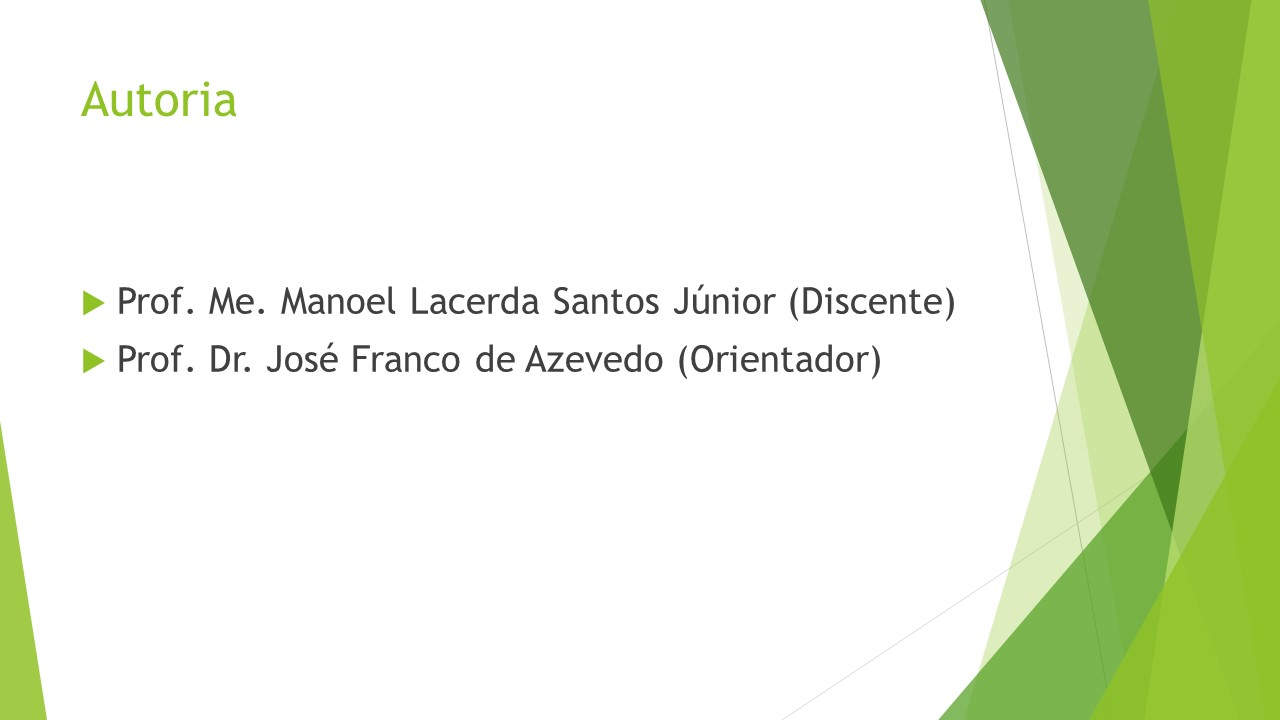 Autoria
Prof. Me. Manoel Lacerda Santos Júnior (Discente)
Prof. Dr. José Franco de Azevedo (Orientador)